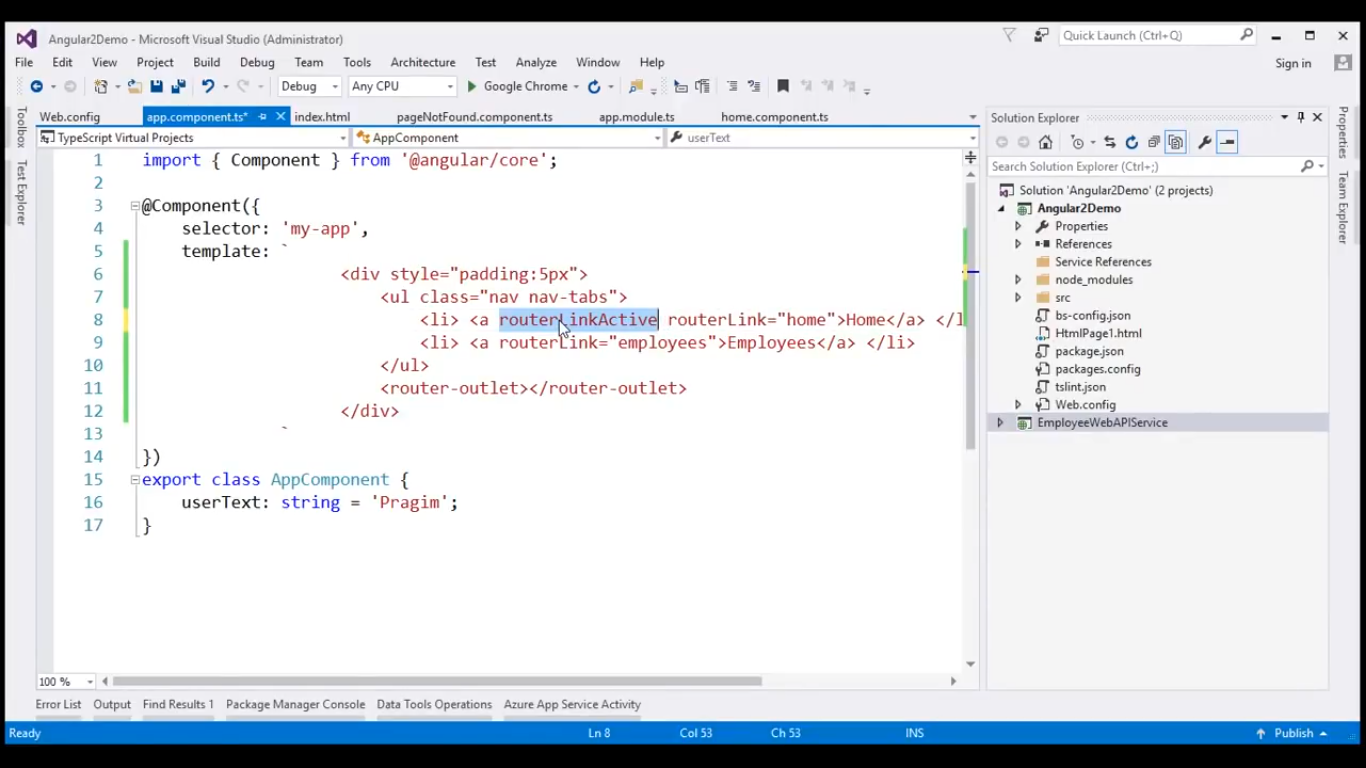 Angular2Demo - Microsoft Visual Studio (Administrator)
Quick Launch (Ctrl+Q)
File Edit View Project Build Debug Team Tools Architecture Test Analyze Window Help
Sign in
Debug Any CPU Google Chrome
Toolbox
Test Explorer
Web.config app.component.ts* index.html pageNotFound.component.ts app.module.ts home.component.ts
TypeScript Virtual Projects AppComponent userText
1 import { Component } from '@angular/core';
2
3 @Component({
4 selector: 'my-app',
5 template: `
6 <div style="padding:5px">
7 <ul class="nav nav-tabs">
8 <li> <a routerLinkActive routerLink="home">Home</a> </l
9 <li> <a routerLink="employees">Employees</a> </li>
10 </ul>
11 <router-outlet></router-outlet>
12 </div>
13 `
14 })
15 export class AppComponent {
16 userText: string = 'Pragim';
17 }
100 %
Solution Explorer
Search Solution Explorer (Ctrl+;)
Solution 'Angular2Demo' (2 projects)
Angular2Demo
Properties
References
Service References
node_modules
src
bs-config.json
HtmlPage1.html
package.json
packages.config
tslint.json
Web.config
EmployeeWebAPIService
Properties
Team Explorer
Error List Output Find Results 1 Package Manager Console Data Tools Operations Azure App Service Activity
Ready Ln 8 Col 53 Ch 53 INS Publish